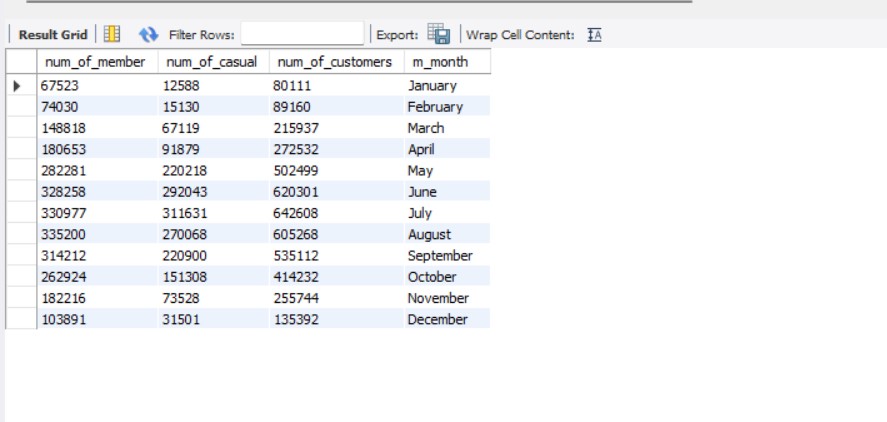 Result Grid Filter Rows: Export: Wrap Cell Content: IA
num_of_member num_of_casual num_of_customers m_month
67523 12588 80111 January
74030 15130 89160 February
148818 67119 215937 March
180653 91879 272532 April
282281 220218 502499 May
328258 292043 620301 June
330977 311631 642608 July
335200 270068 605268 August
314212 220900 535112 September
262924 151308 414232 October
182216 73528 255744 November
103891 31501 135392 December